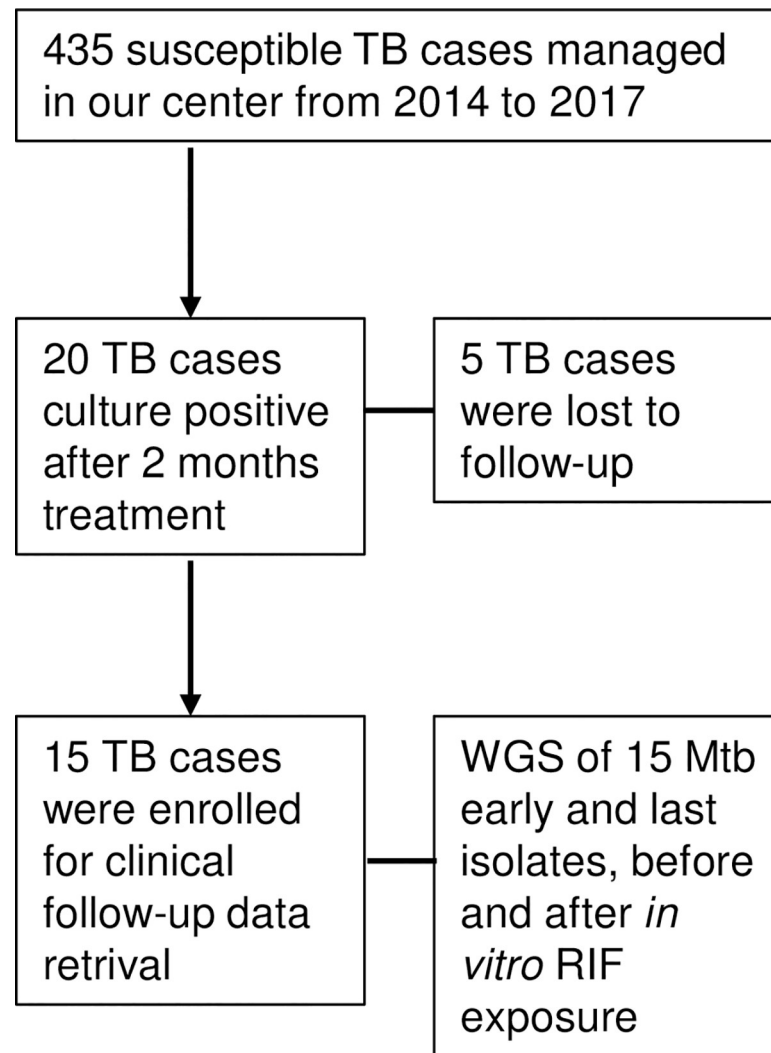 435 susceptible TB cases managed
in our center from 2014 to 2017
20 TB cases
culture positive
after 2 months
treatment
5 TB cases
were lost to
follow-up
15 TB cases
were enrolled
for clinical
follow-up data
retrival
WGS of 15 Mtb
early and last
isolates, before
and after in
vitro RIF
exposure